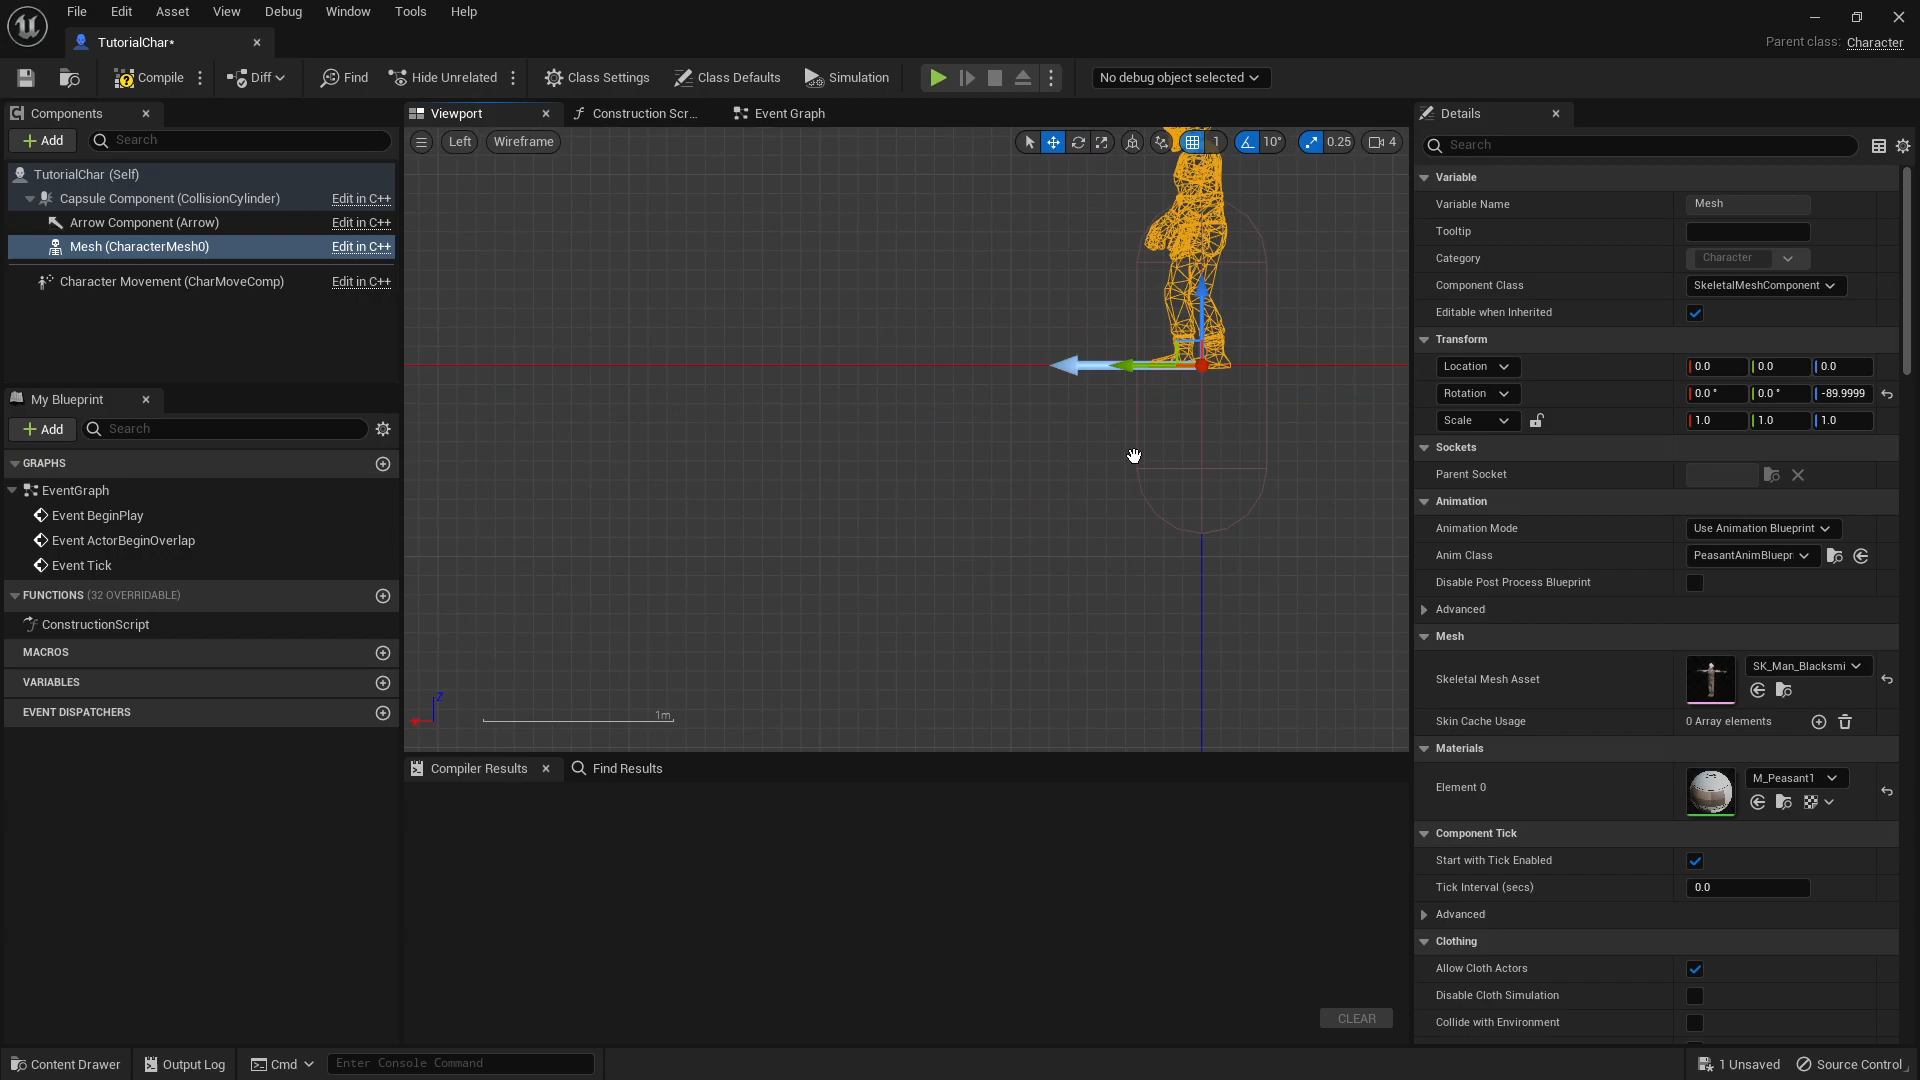 File Edit Asset View Debug Window Tools Help
TutorialChar*
Parent class: Character
Compile Diff Find Hide Unrelated Class Settings Class Defaults Simulation No debug object selected
Components
Add Search
TutorialChar (Self)
Capsule Component (CollisionCylinder) Edit in C++
Arrow Component (Arrow) Edit in C++
Mesh (CharacterMesh0) Edit in C++
Character Movement (CharMoveComp) Edit in C++
My Blueprint
Add Search
GRAPHS
EventGraph
Event BeginPlay
Event ActorBeginOverlap
Event Tick
FUNCTIONS (32 OVERRIDABLE)
ConstructionScript
MACROS
VARIABLES
EVENT DISPATCHERS
Viewport Construction Scr... Event Graph
Left Wireframe 1 10° 0.25 4
Z
1m
Compiler Results Find Results
CLEAR
Details
Search
Variable
Variable Name Mesh
Tooltip
Category Character
Component Class SkeletalMeshComponent
Editable when Inherited
Transform
Location 0.0 0.0 0.0
Rotation 0.0 ° 0.0 ° -89.9999
Scale 1.0 1.0 1.0
Sockets
Parent Socket
Animation
Animation Mode Use Animation Blueprint
Anim Class PeasantAnimBluepr
Disable Post Process Blueprint
Advanced
Mesh
Skeletal Mesh Asset SK_Man_Blacksmi
Skin Cache Usage 0 Array elements
Materials
Element 0 M_Peasant1
Component Tick
Start with Tick Enabled
Tick Interval (secs) 0.0
Advanced
Clothing
Allow Cloth Actors
Disable Cloth Simulation
Collide with Environment
Content Drawer Output Log Cmd Enter Console Command 1 Unsaved Source Control